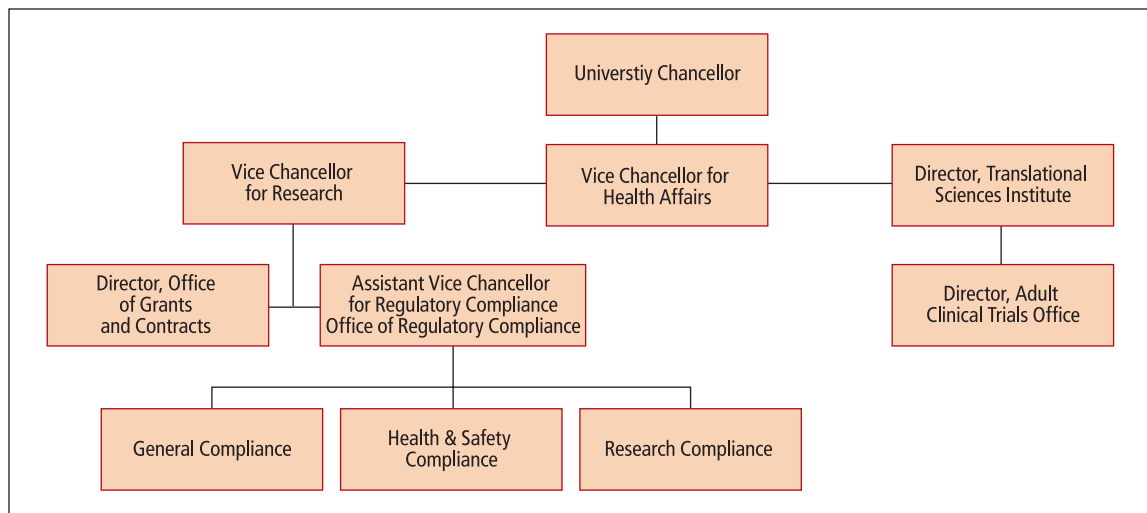 Universtiy Chancellor
Vice Chancellor
for Research
Vice Chancellor for
Health Affairs
Director, Translational
Sciences Institute
Director, Office
of Grants
and Contracts
Assistant Vice Chancellor
for Regulatory Compliance
Office of Regulatory Compliance
Director, Adult
Clinical Trials Office
General Compliance
Health & Safety
Compliance
Research Compliance